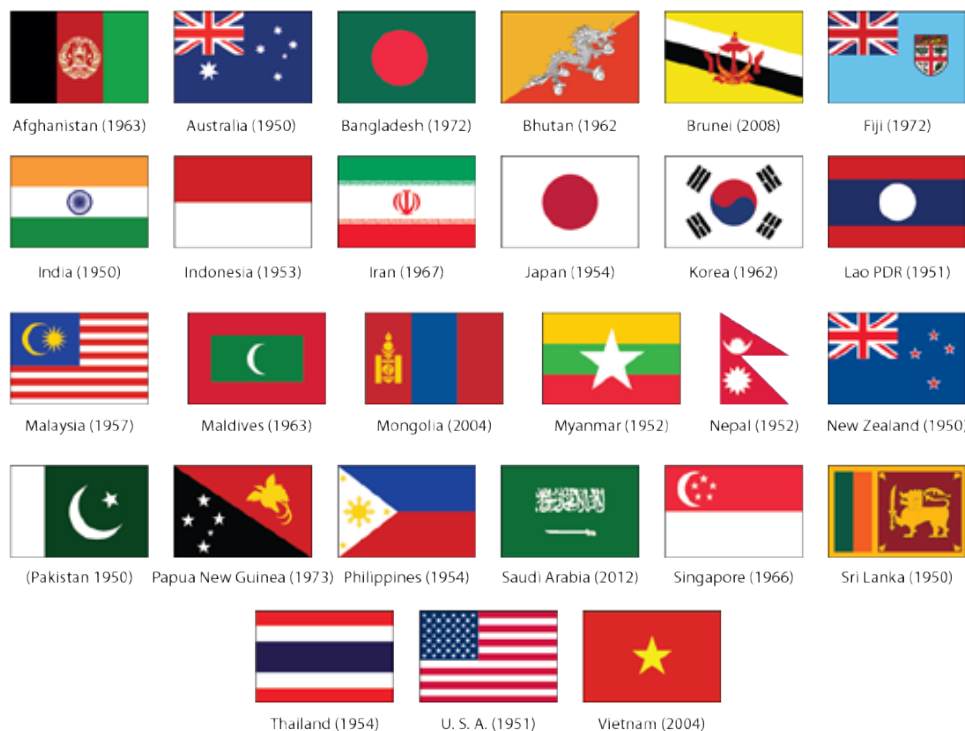 Afghanistan (1963) Australia (1950) Bangladesh (1972) Bhutan (1962 Brunei (2008) Fiji (1972)
India (1950) Indonesia (1953) Iran (1967) Japan (1954) Korea (1962) Lao PDR (1951)
Malaysia (1957) Maldives (1963) Mongolia (2004) Myanmar (1952) Nepal (1952) New Zealand (1950)
(Pakistan 1950) Papua New Guinea (1973) Philippines (1954) Saudi Arabia (2012) Singapore (1966) Sri Lanka (1950)
Thailand (1954) U. S. A. (1951) Vietnam (2004)